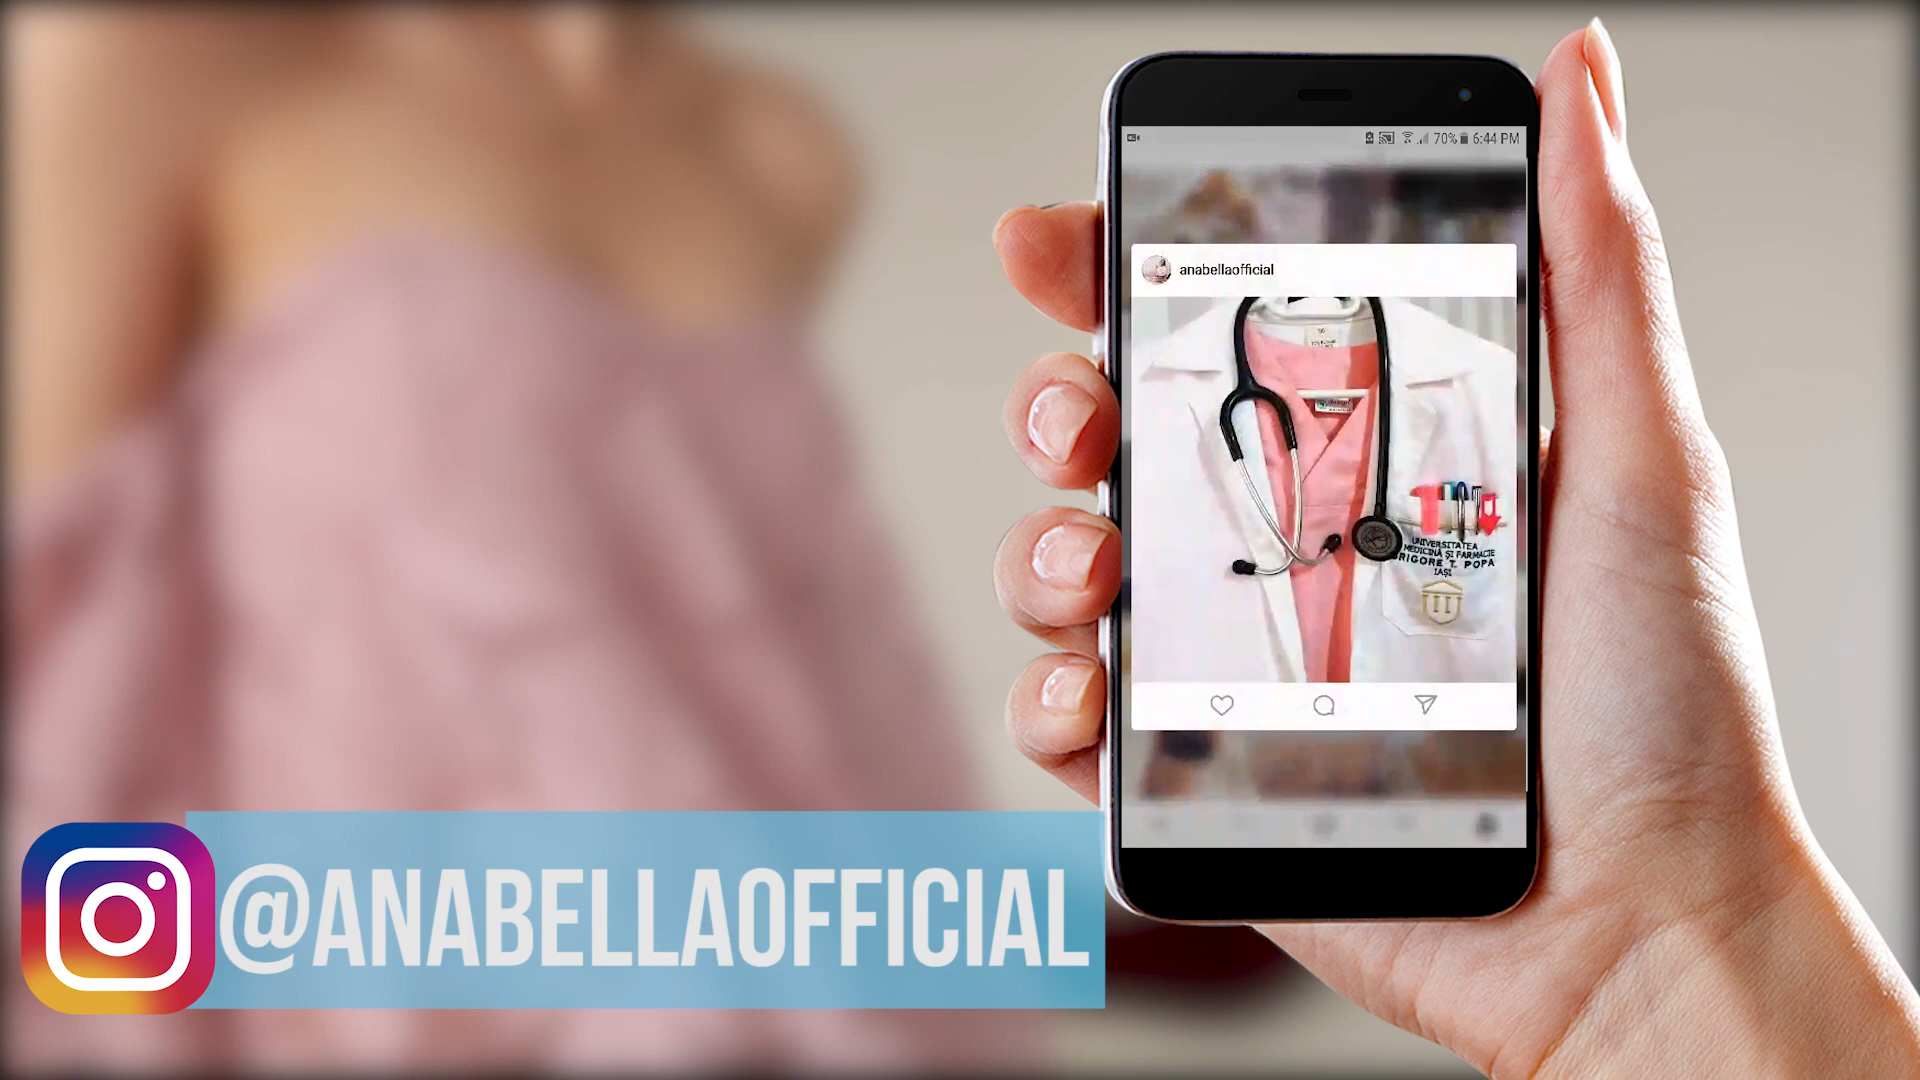 70% 6:44 PM
anabellaofficial
UNIVERSITATEA
MEDICINĂ ȘI FARMACIE
GRIGORE T. POPA
IAȘI
@ANABELLAOFFICIAL